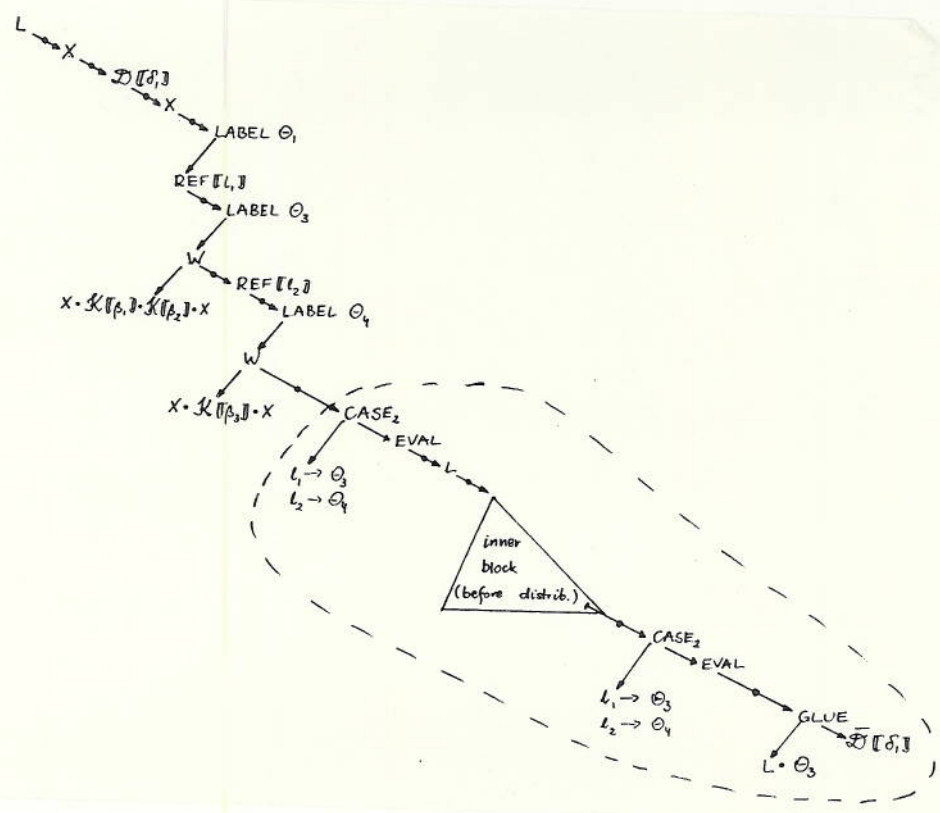 L
X
𝒟⟦δ₁⟧
X
LABEL Θ₁
REF⟦l₁⟧
LABEL Θ₃
W
REF⟦l₂⟧
X · 𝒦⟦β₁⟧ · 𝒦⟦β₂⟧ · X
LABEL Θ₄
W
X · 𝒦⟦β₃⟧ · X
CASE₂
EVAL
L
l₁ → Θ₃
l₂ → Θ₄
inner
block
(before distrib.)
CASE₂
EVAL
l₁ → Θ₃
l₂ → Θ₄
GLUE
𝒟̄⟦δ₁⟧
L · Θ₃